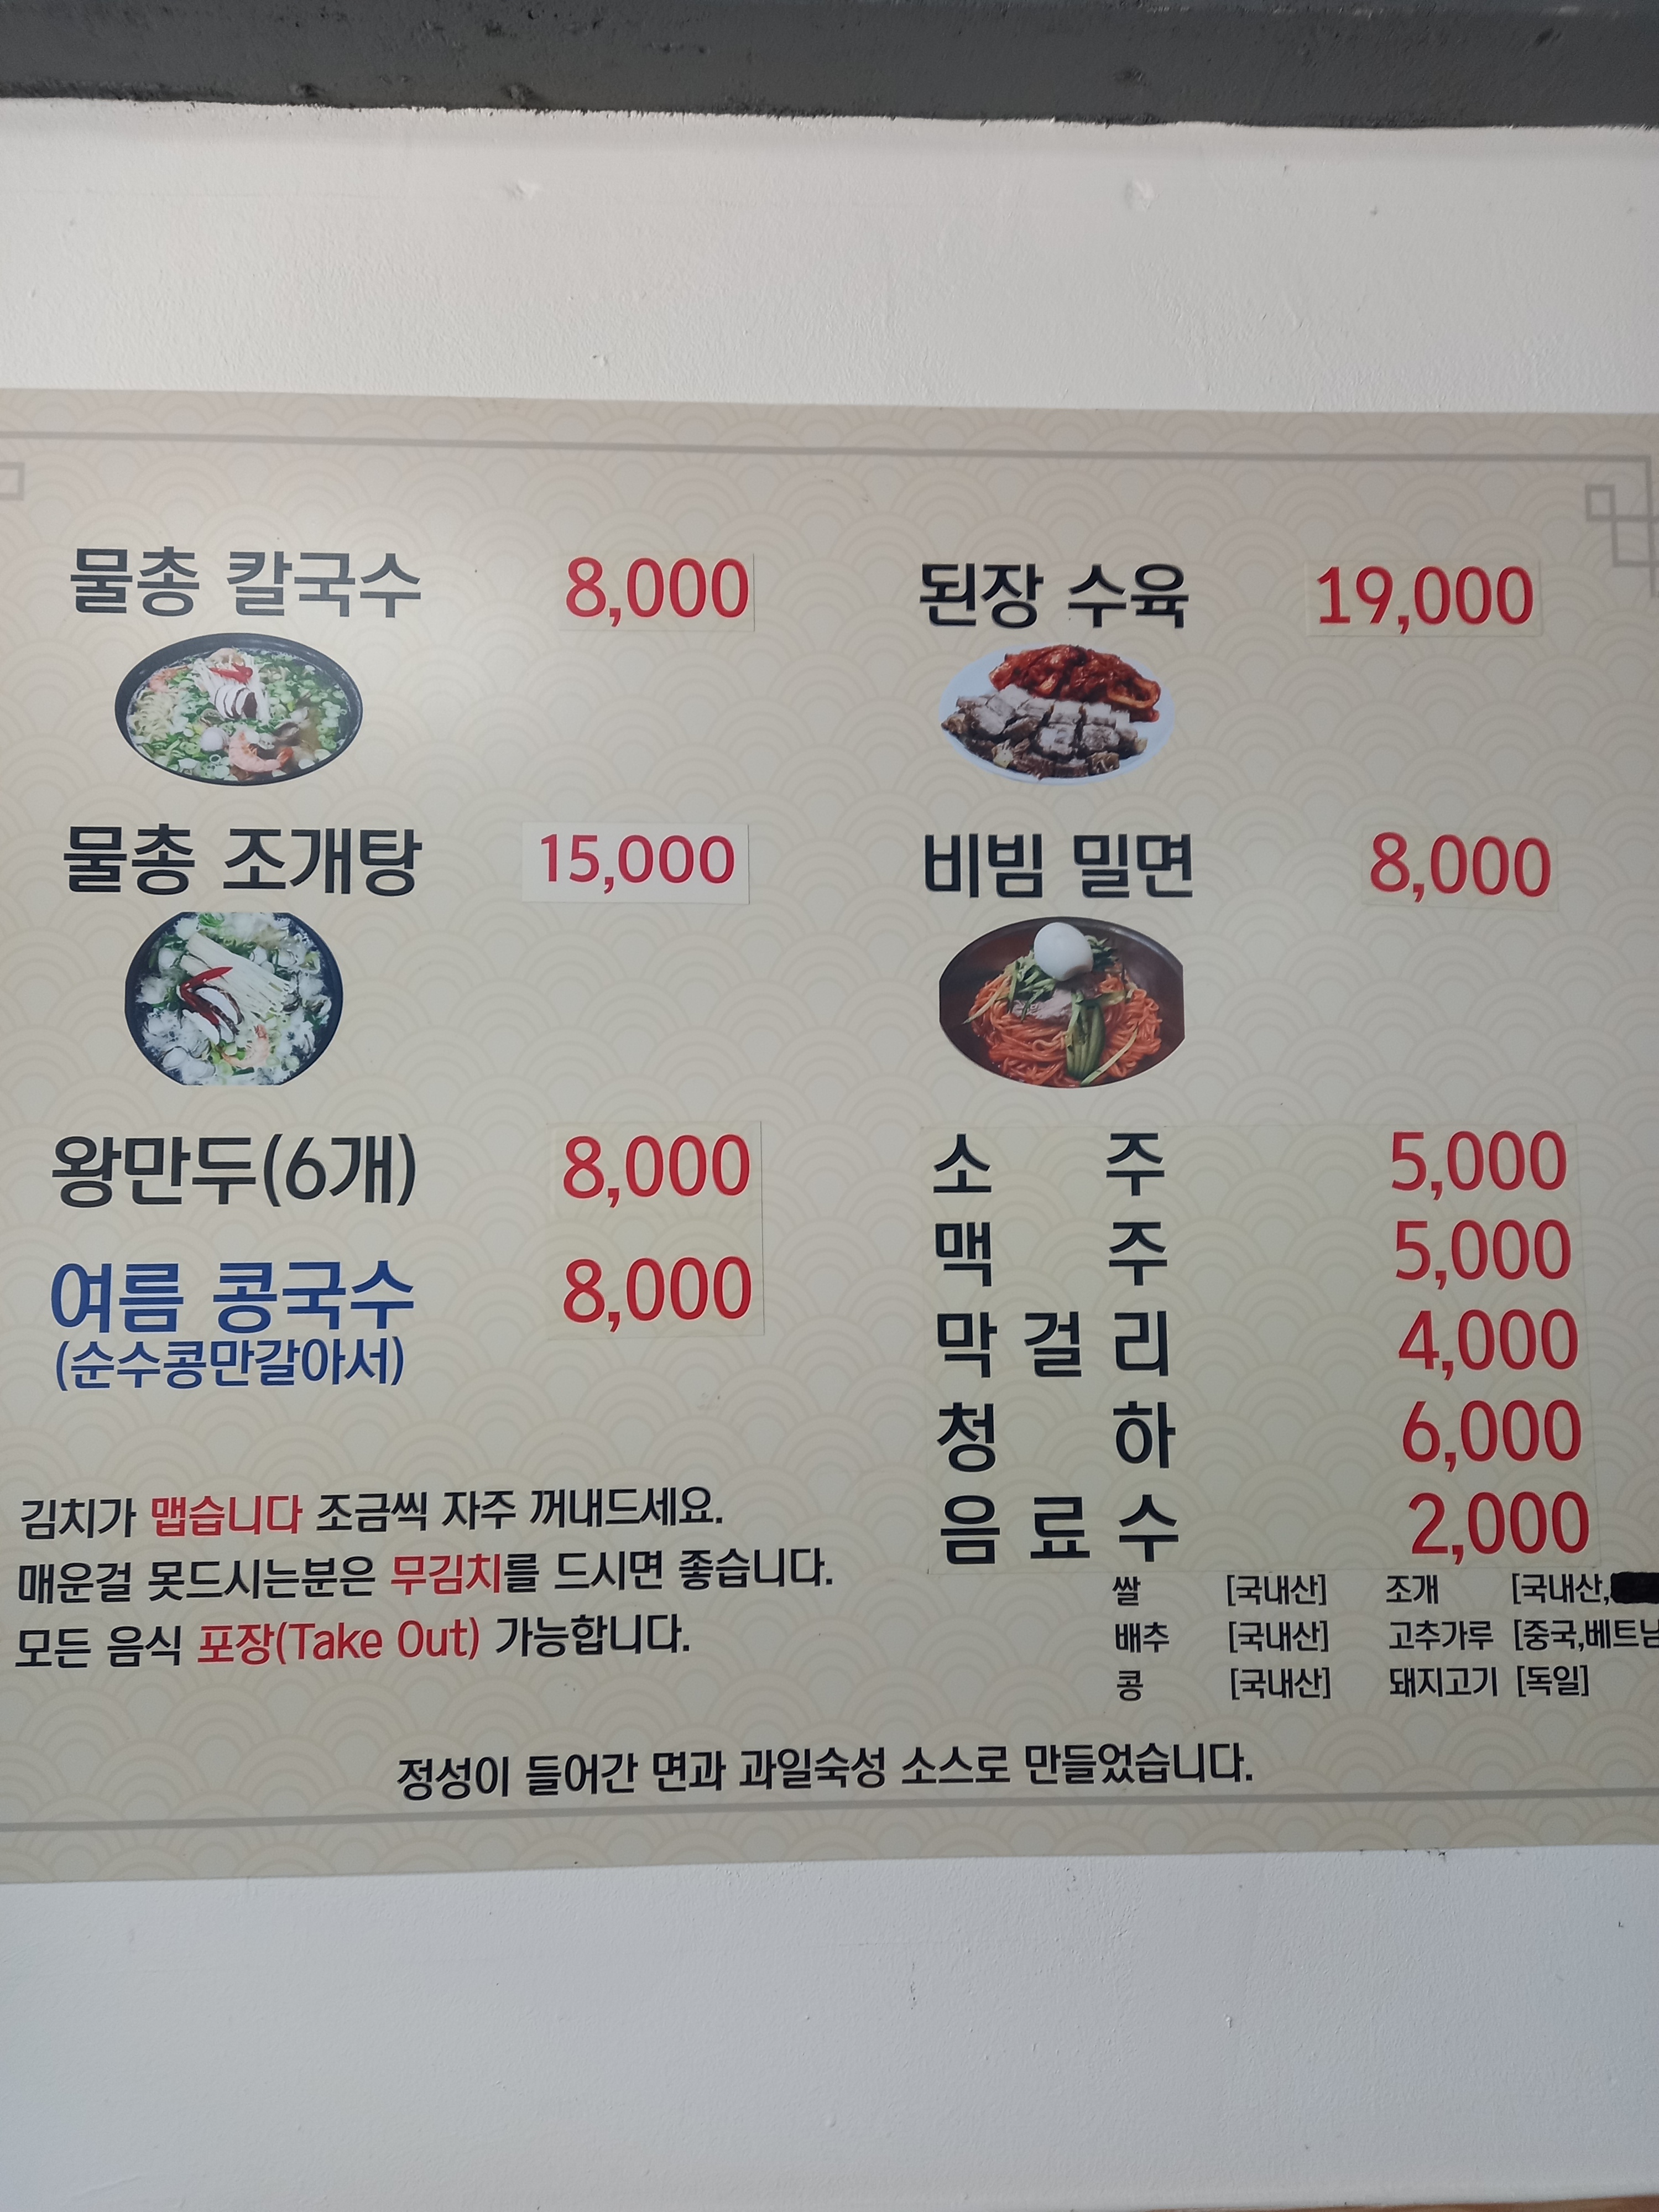 물총 칼국수 8,000
물총 조개탕 15,000
왕만두(6개) 8,000
여름 콩국수 8,000
(순수콩만갈아서)
김치가 맵습니다 조금씩 자주 꺼내드세요.
매운걸 못드시는분은 무김치를 드시면 좋습니다.
모든 음식 포장(Take Out) 가능합니다.
된장 수육 19,000
비빔 밀면 8,000
소 주 5,000
맥 주 5,000
막 걸 리 4,000
청 하 6,000
음 료 수 2,000
쌀 [국내산] 조개 [국내산,
배추 [국내산] 고추가루 [중국,베트남
콩 [국내산] 돼지고기 [독일]
정성이 들어간 면과 과일숙성 소스로 만들었습니다.